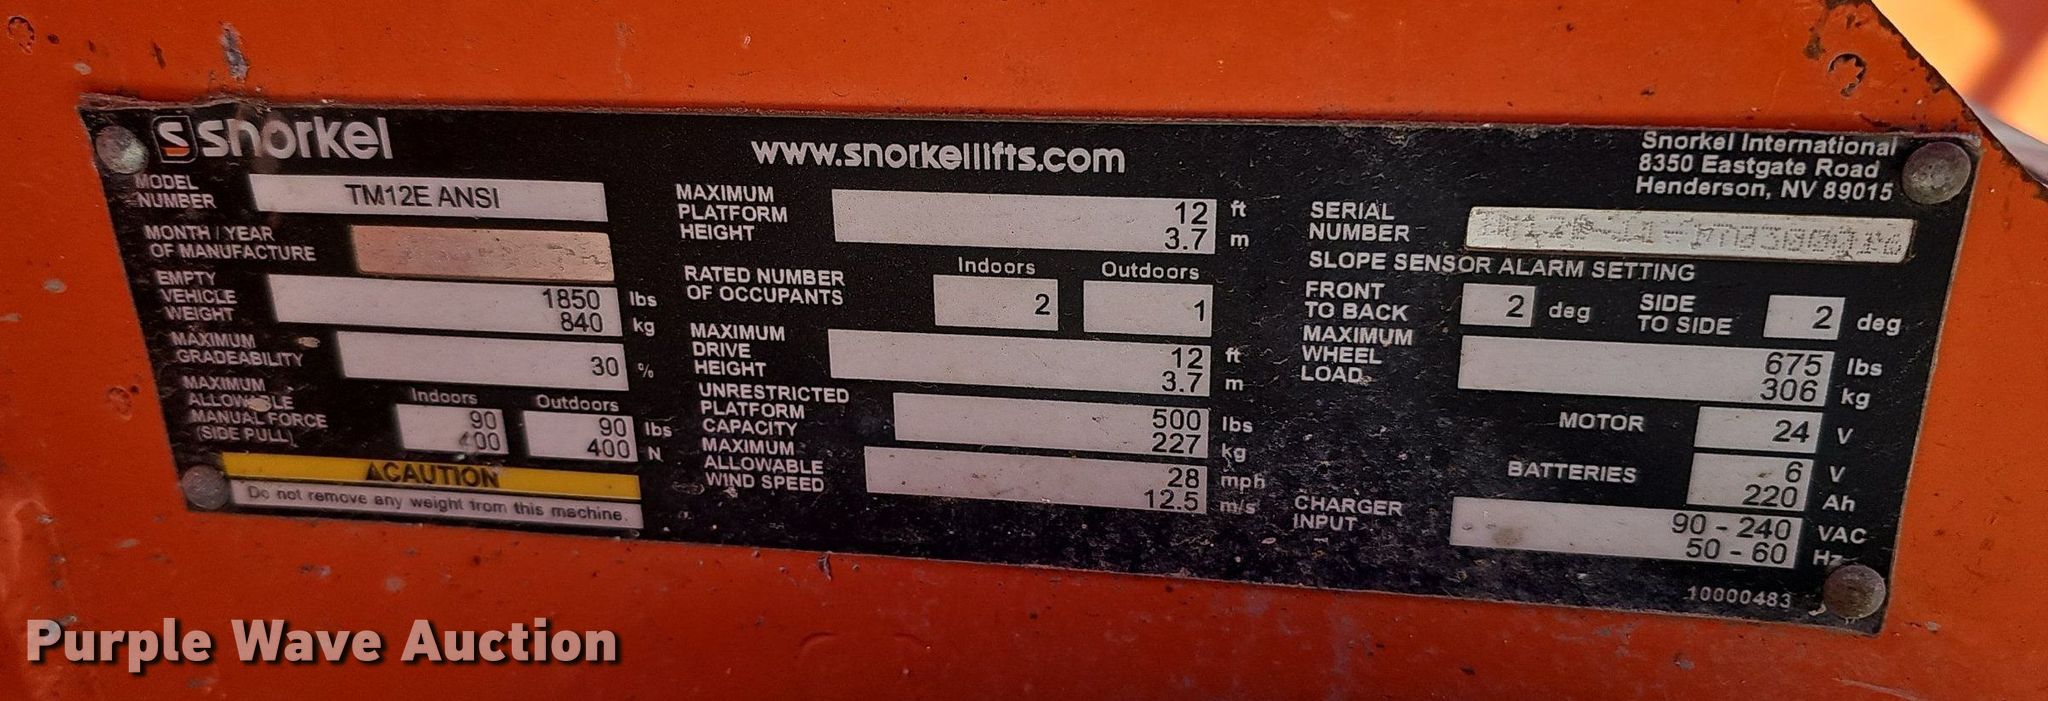 snorkel
www.snorkellifts.com
Snorkel International
8350 Eastgate Road
Henderson, NV 89015
MODEL
NUMBER
TM12E ANSI
MONTH / YEAR
OF MANUFACTURE
EMPTY
VEHICLE
WEIGHT
1850 lbs
840 kg
MAXIMUM
GRADEABILITY
30 %
MAXIMUM
ALLOWABLE
MANUAL FORCE
(SIDE PULL)
Indoors Outdoors
90 90 lbs
400 400 N
CAUTION
Do not remove any weight from this machine.
MAXIMUM
PLATFORM
HEIGHT
12 ft
3.7 m
RATED NUMBER
OF OCCUPANTS
Indoors Outdoors
2 1
MAXIMUM
DRIVE
HEIGHT
12 ft
3.7 m
UNRESTRICTED
PLATFORM
CAPACITY
500 lbs
227 kg
MAXIMUM
ALLOWABLE
WIND SPEED
28 mph
12.5 m/s
SERIAL
NUMBER
SLOPE SENSOR ALARM SETTING
FRONT
TO BACK
2 deg
SIDE
TO SIDE
2 deg
MAXIMUM
WHEEL
LOAD
675 lbs
306 kg
MOTOR 24 V
BATTERIES 6 V
220 Ah
CHARGER
INPUT
90 - 240 VAC
50 - 60 Hz
10000483
Purple Wave Auction